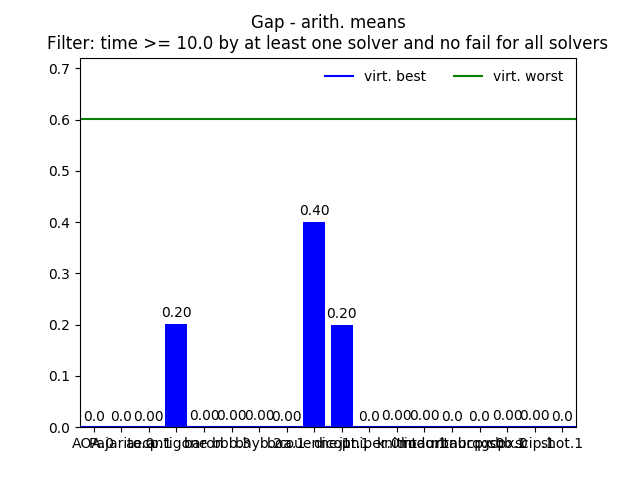 Gap - arith. means
Filter: time >= 10.0 by at least one solver and no fail for all solvers
virt. best virt. worst
0.7
0.6
0.5
0.4
0.3
0.2
0.1
0.0
0.40
0.20 0.20
0.0 0.0 0.00 0.00 0.00 0.00 0.00 0.0 0.00 0.00 0.0 0.0 0.00 0.00 0.0
shot.1